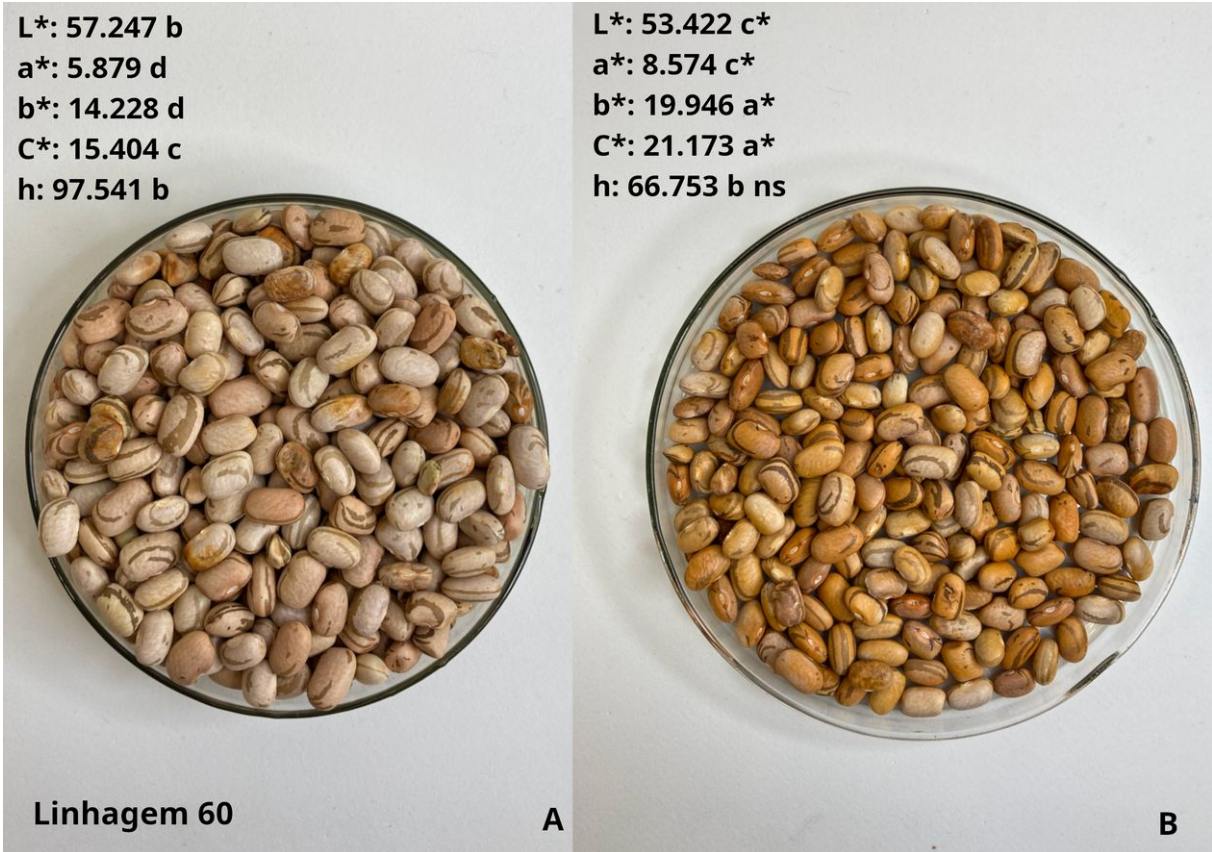 L*: 57.247 b
a*: 5.879 d
b*: 14.228 d
C*: 15.404 c
h: 97.541 b
L*: 53.422 c*
a*: 8.574 c*
b*: 19.946 a*
C*: 21.173 a*
h: 66.753 b ns
Linhagem 60
A
B